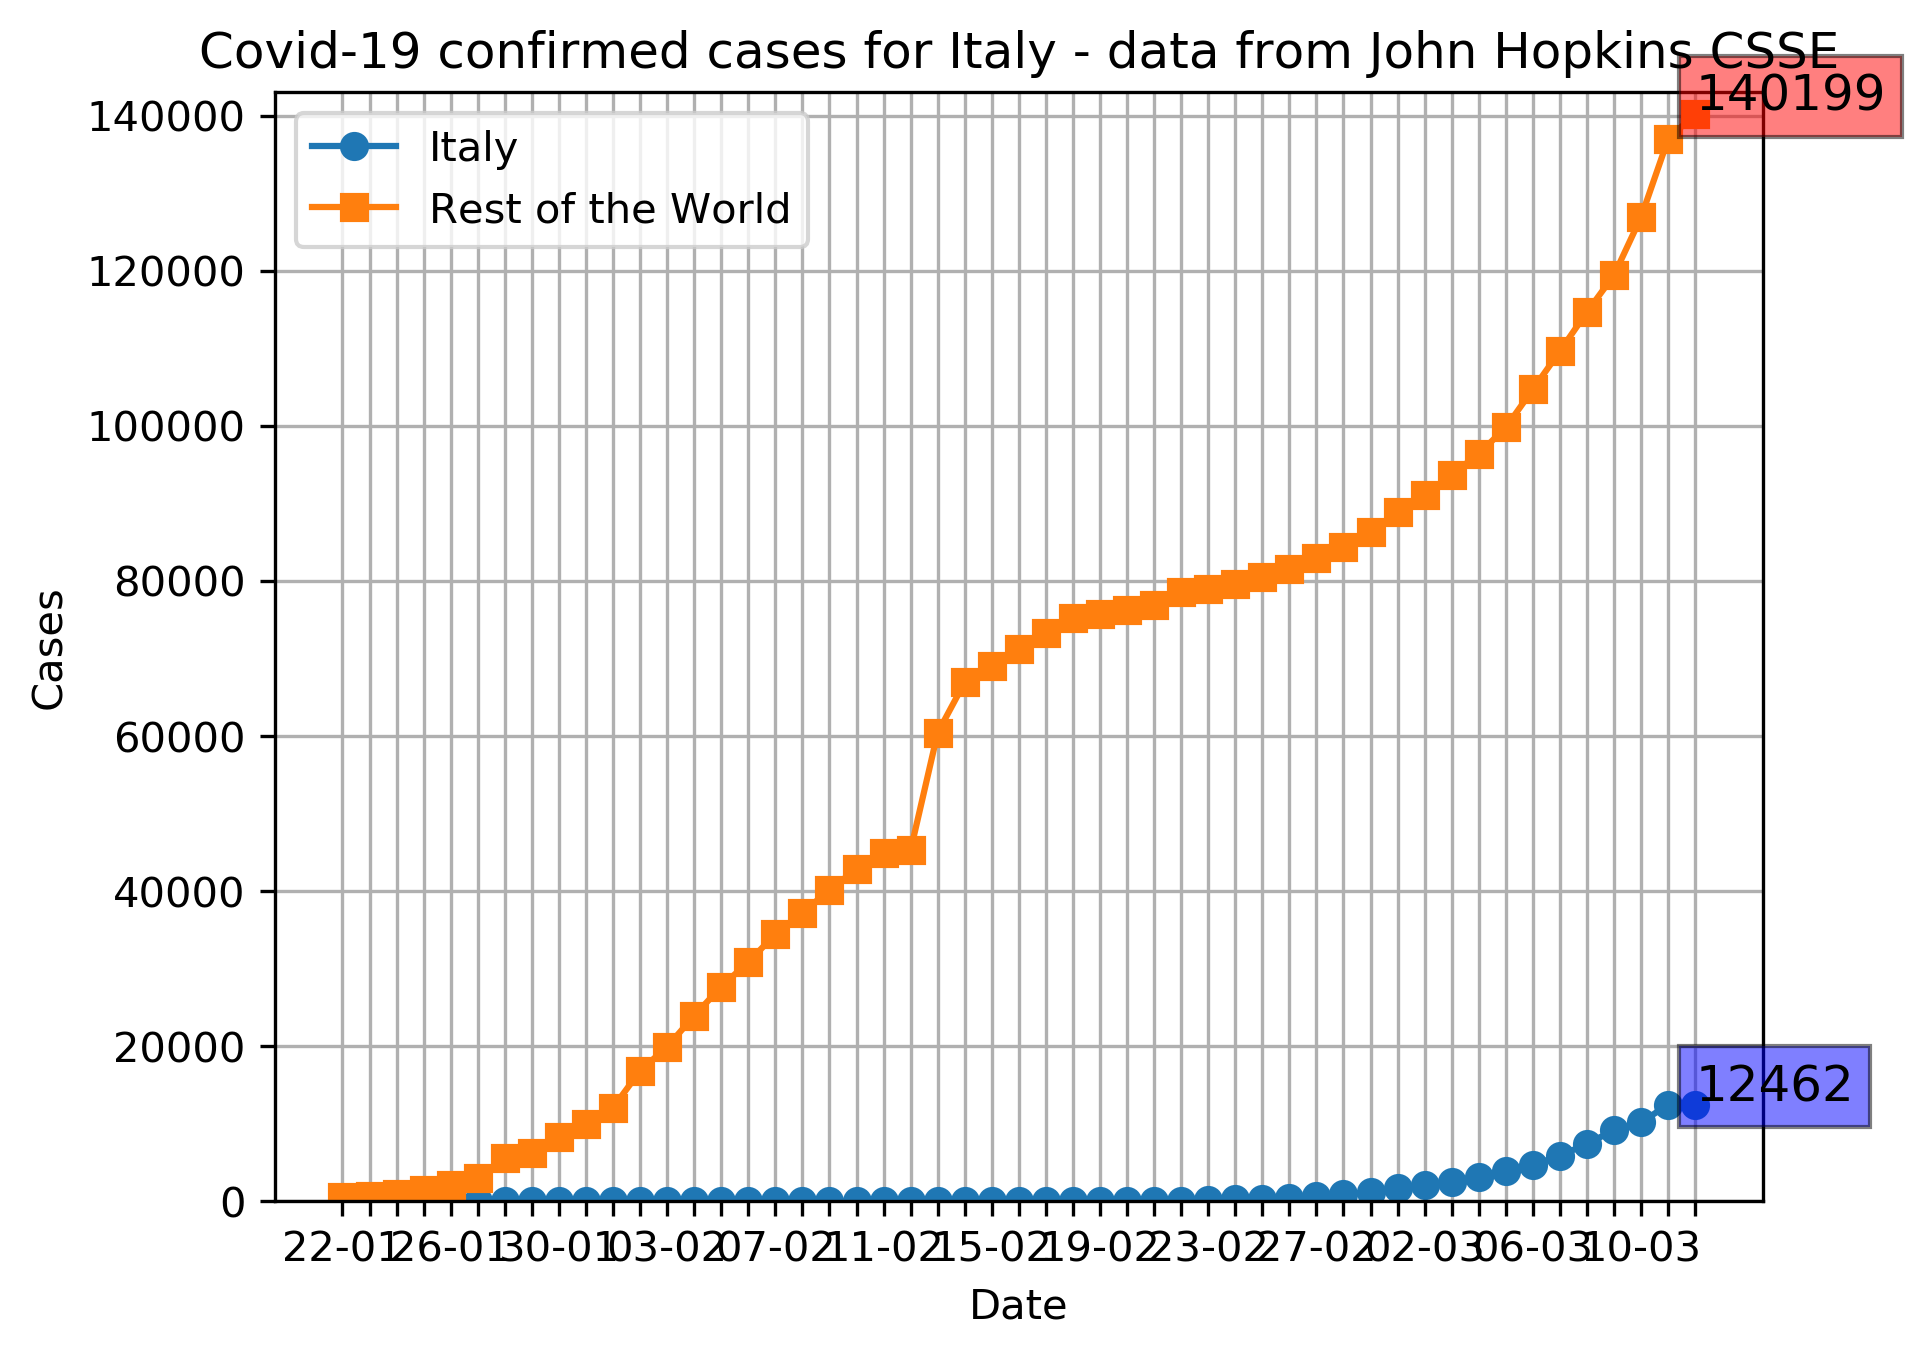 Covid-19 confirmed cases for Italy - data from John Hopkins CSSE
140199
140000
Italy
Rest of the World
120000
100000
80000
60000
40000
20000
12462
0
Cases
22-01 26-01 30-01 03-02 07-02 11-02 15-02 19-02 23-02 27-02 02-03 06-03 10-03
Date